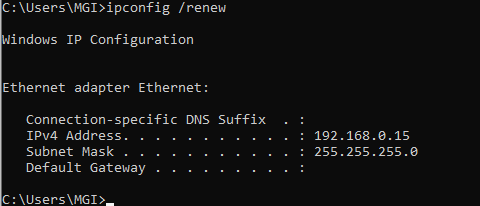 C:\Users\MGI>ipconfig /renew
Windows IP Configuration
Ethernet adapter Ethernet:
Connection-specific DNS Suffix  . :
IPv4 Address. . . . . . . . . . . : 192.168.0.15
Subnet Mask . . . . . . . . . . . : 255.255.255.0
Default Gateway . . . . . . . . . :
C:\Users\MGI>